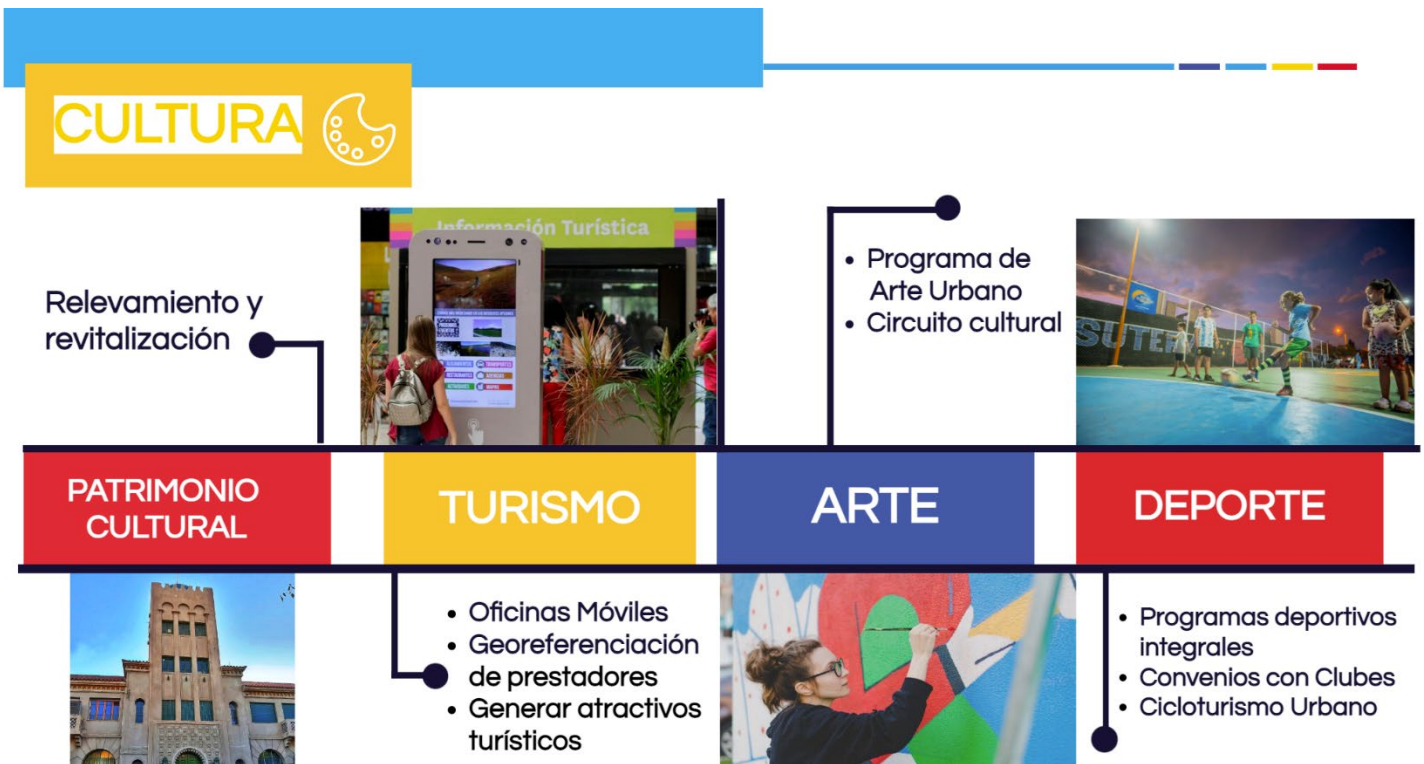 CULTURA
Información Turística
Relevamiento y
revitalización
• Programa de
Arte Urbano
• Circuito cultural
SUTER
PATRIMONIO
CULTURAL
TURISMO
ARTE
DEPORTE
• Oficinas Móviles
• Georeferenciación
de prestadores
• Generar atractivos
turísticos
• Programas deportivos
integrales
• Convenios con Clubes
• Cicloturismo Urbano